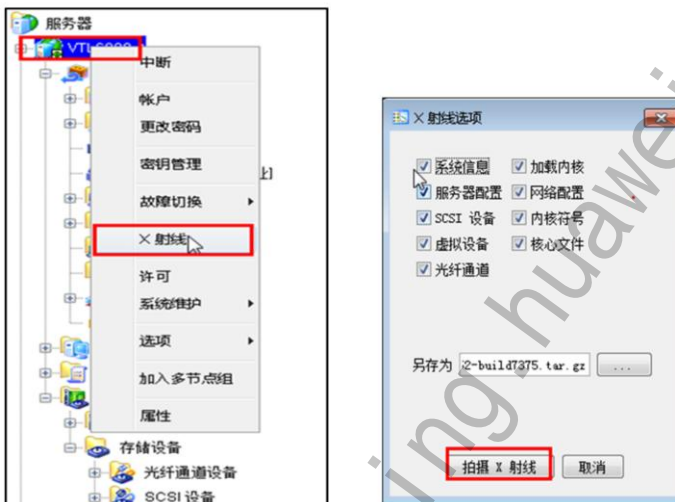 服务器
VTL6000
中断
帐户
更改密码
密钥管理
故障切换
X 射线
许可
系统维护
选项
加入多节点组
属性
存储设备
光纤通道设备
SCSI 设备
X 射线选项
系统信息 加载内核
服务器配置 网络配置
SCSI 设备 内核符号
虚拟设备 核心文件
光纤通道
另存为 2-build7375.tar.gz ...
拍摄 X 射线 取消
ing.huawei